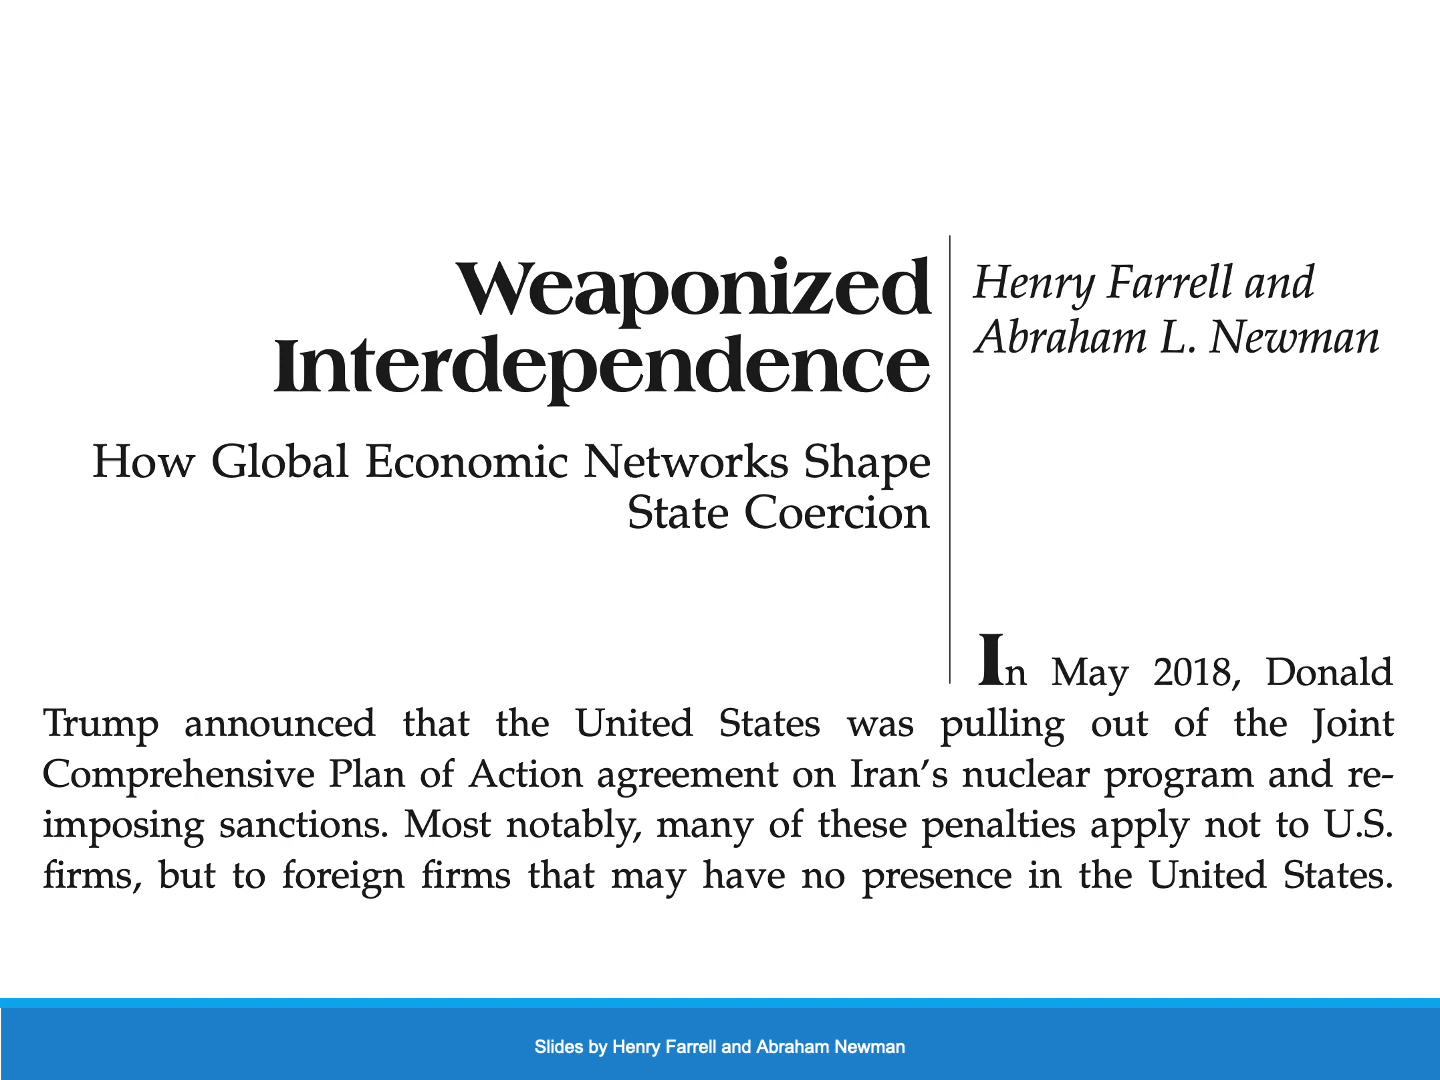 Weaponized
Interdependence
How Global Economic Networks Shape
State Coercion
Henry Farrell and
Abraham L. Newman
In May 2018, Donald
Trump announced that the United States was pulling out of the Joint
Comprehensive Plan of Action agreement on Iran’s nuclear program and re-
imposing sanctions. Most notably, many of these penalties apply not to U.S.
firms, but to foreign firms that may have no presence in the United States.
Slides by Henry Farrell and Abraham Newman